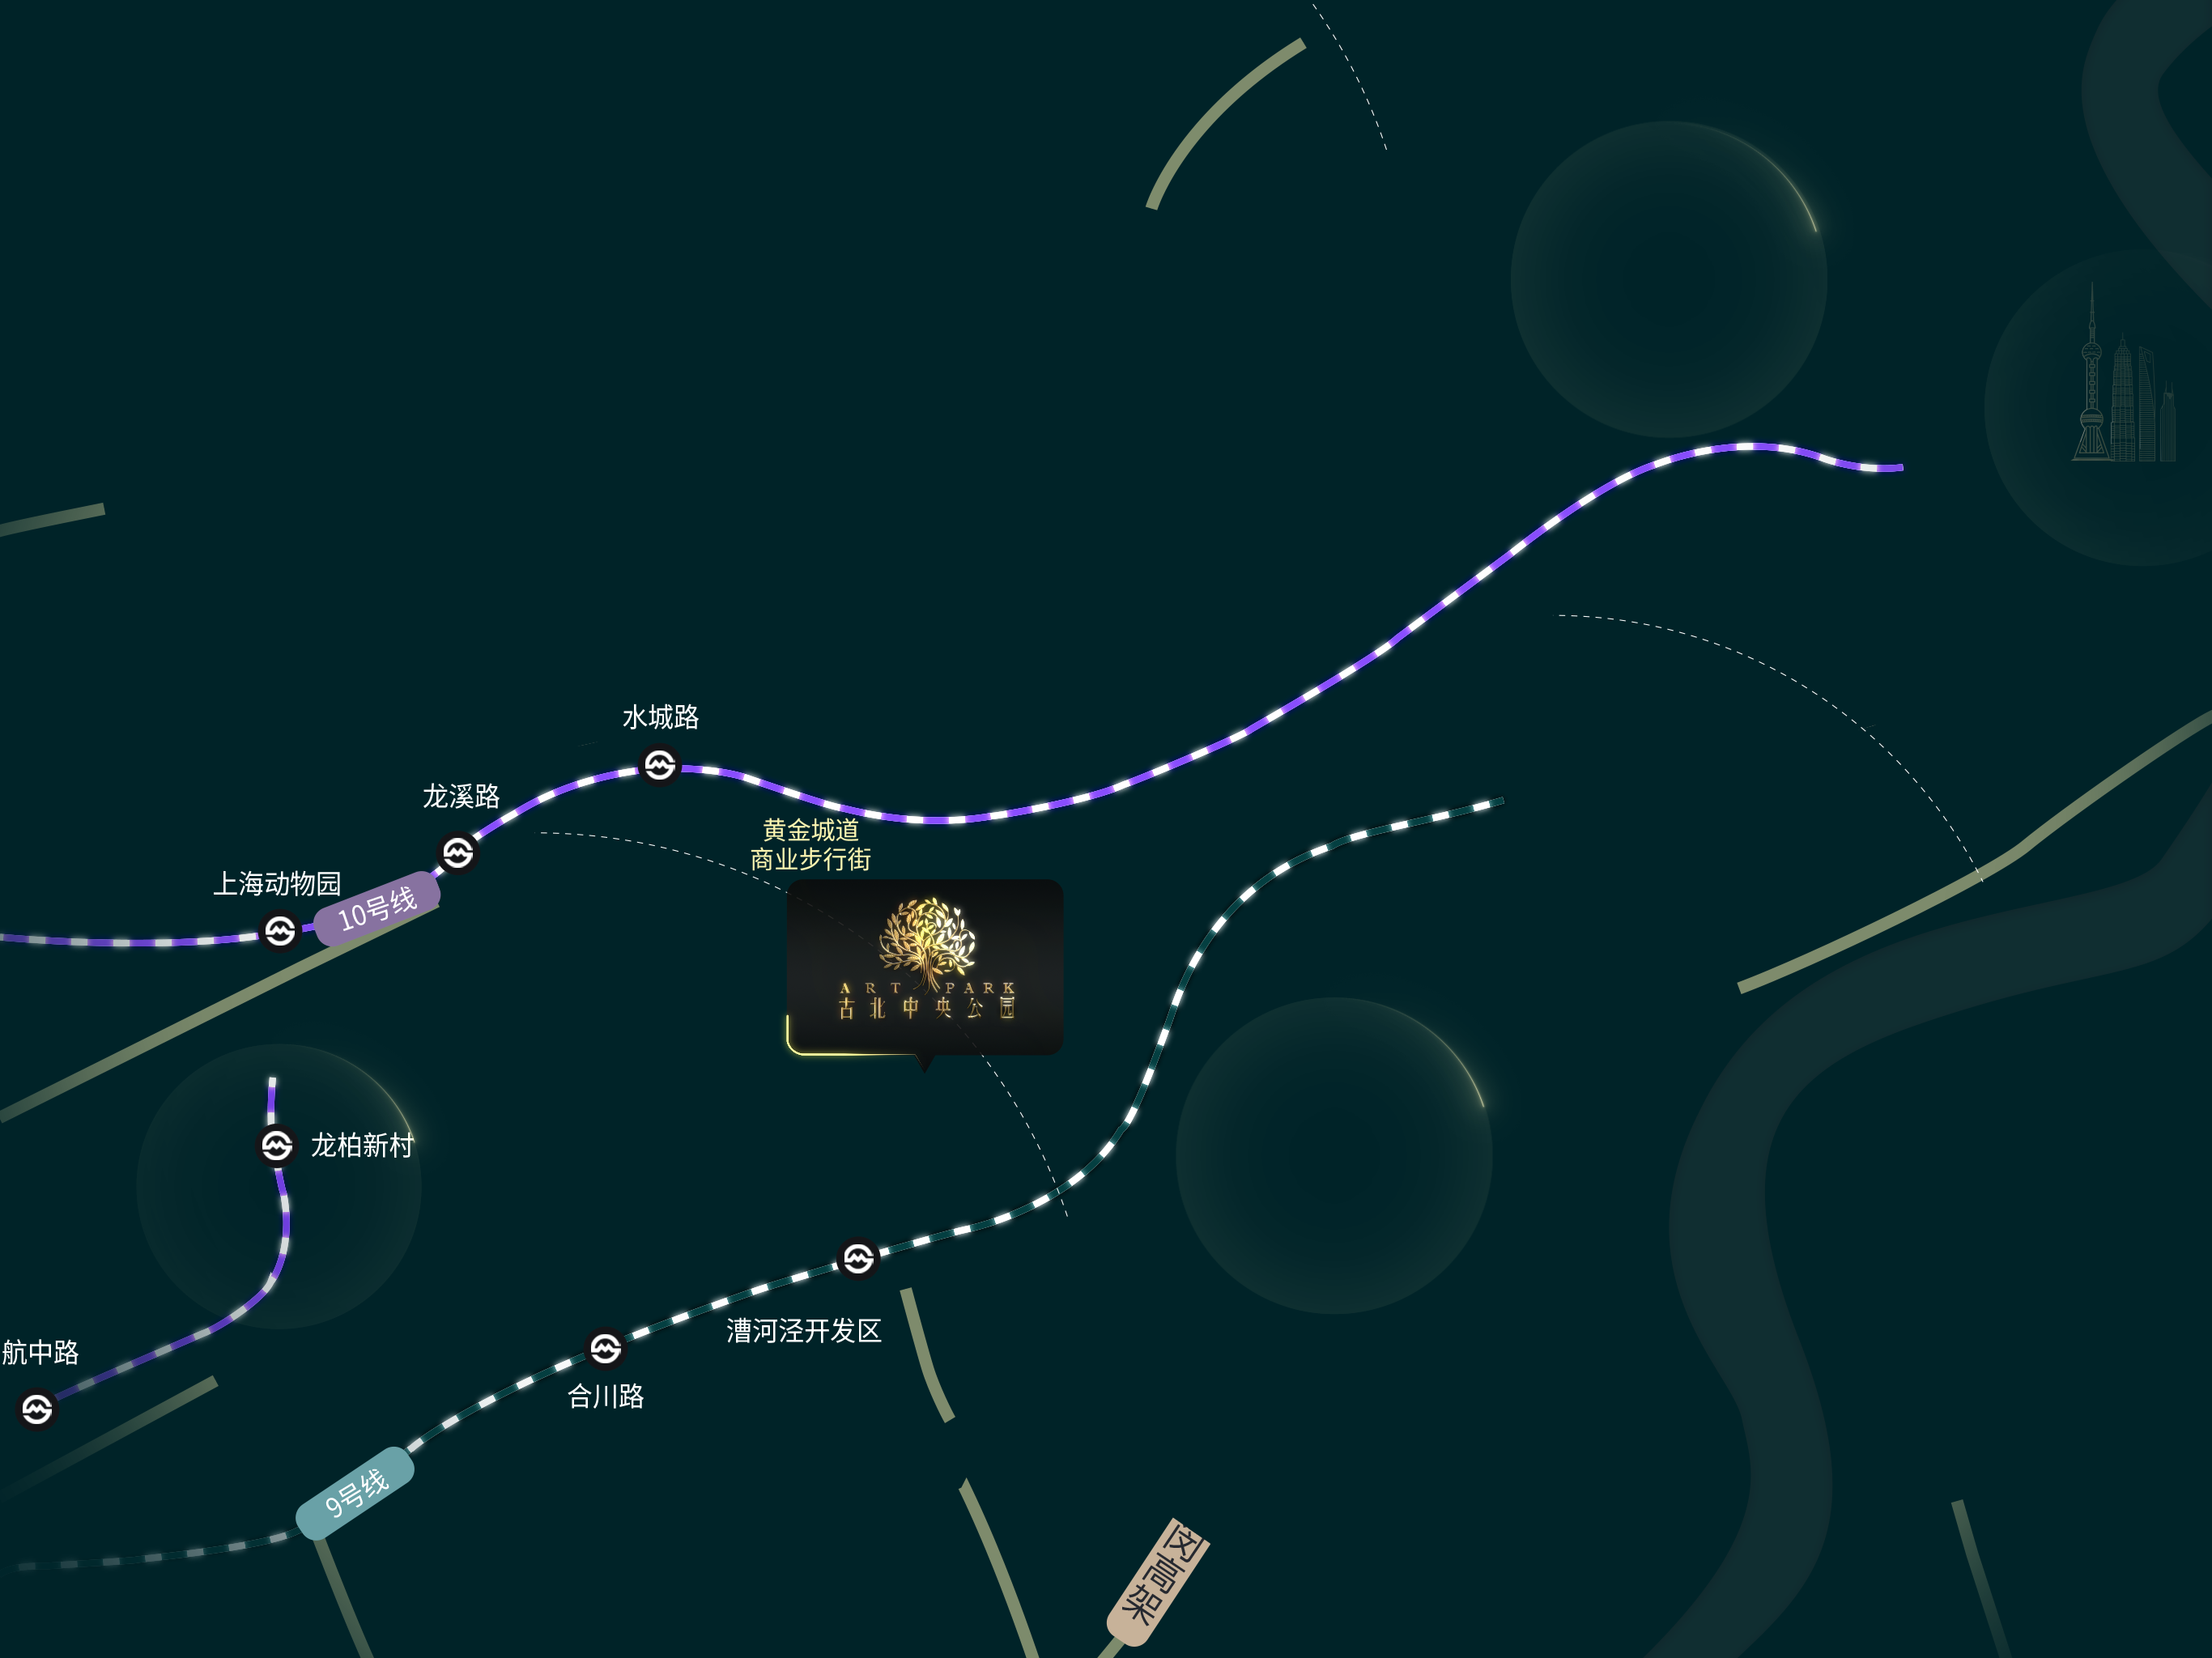 水城路
龙溪路
黄金城道
商业步行街
上海动物园
10号线
ART PARK
古北中央公园
龙柏新村
漕河泾开发区
航中路
合川路
9号线
闵高架